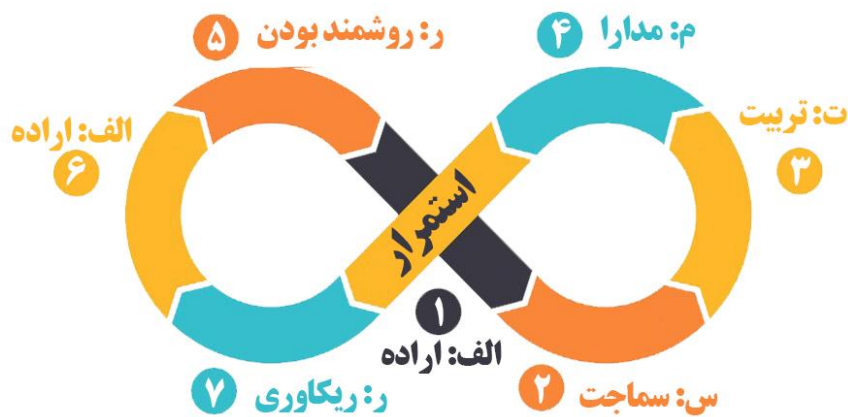 ر: روشمند بودن ۵
م: مدارا ۴
الف: اراده
۶
ت: تربیت
۳
استمرار
۱
الف: اراده
ر: ریکاوری ۷
س: سماجت ۲